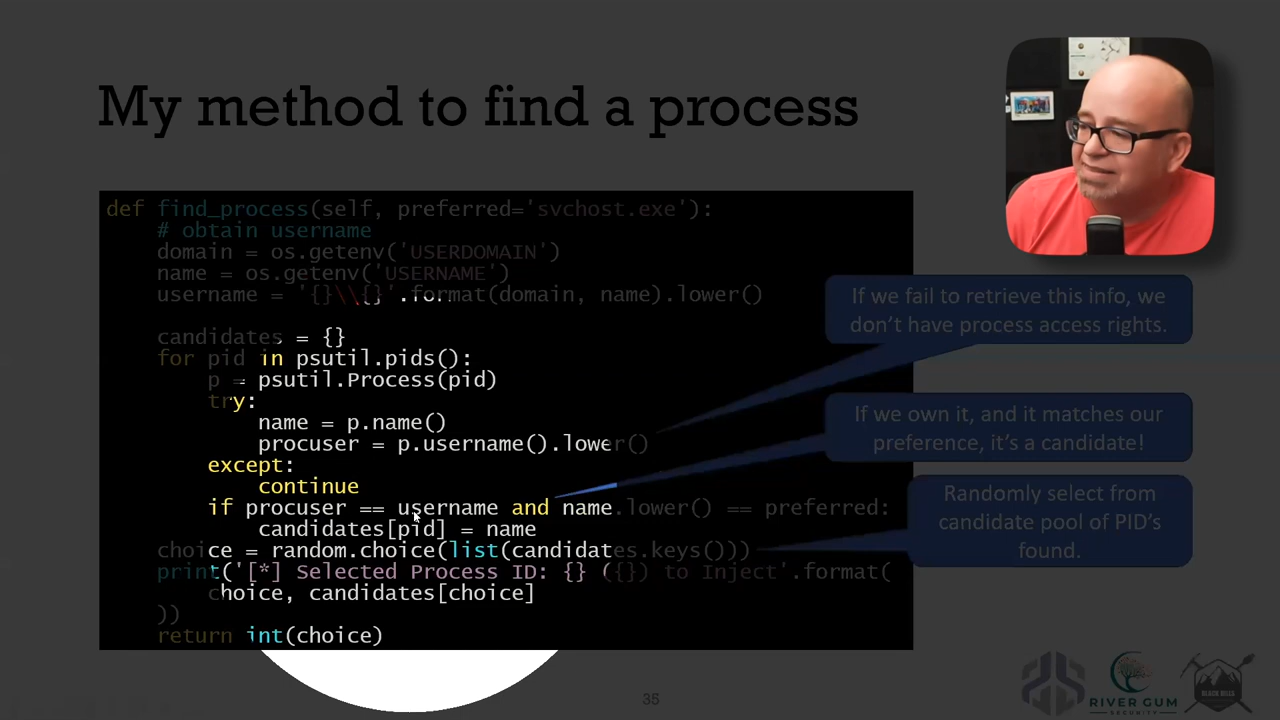 My method to find a process
def find_process(self, preferred='svchost.exe'):
# obtain username
domain = os.getenv('USERDOMAIN')
name = os.getenv('USERNAME')
username = '{}\\{}'.format(domain, name).lower()
candidates = {}
for pid in psutil.pids():
p = psutil.Process(pid)
try:
name = p.name()
procuser = p.username().lower()
except:
continue
if procuser == username and name.lower() == preferred:
candidates[pid] = name
choice = random.choice(list(candidates.keys()))
print('[*] Selected Process ID: {} ({}) to Inject'.format(
choice, candidates[choice]
))
return int(choice)
If we fail to retrieve this info, we
don't have process access rights.
If we own it, and it matches our
preference, it's a candidate!
Randomly select from
candidate pool of PID's
found.
35
RIVER GUM
SECURITY
BLACK HILLS